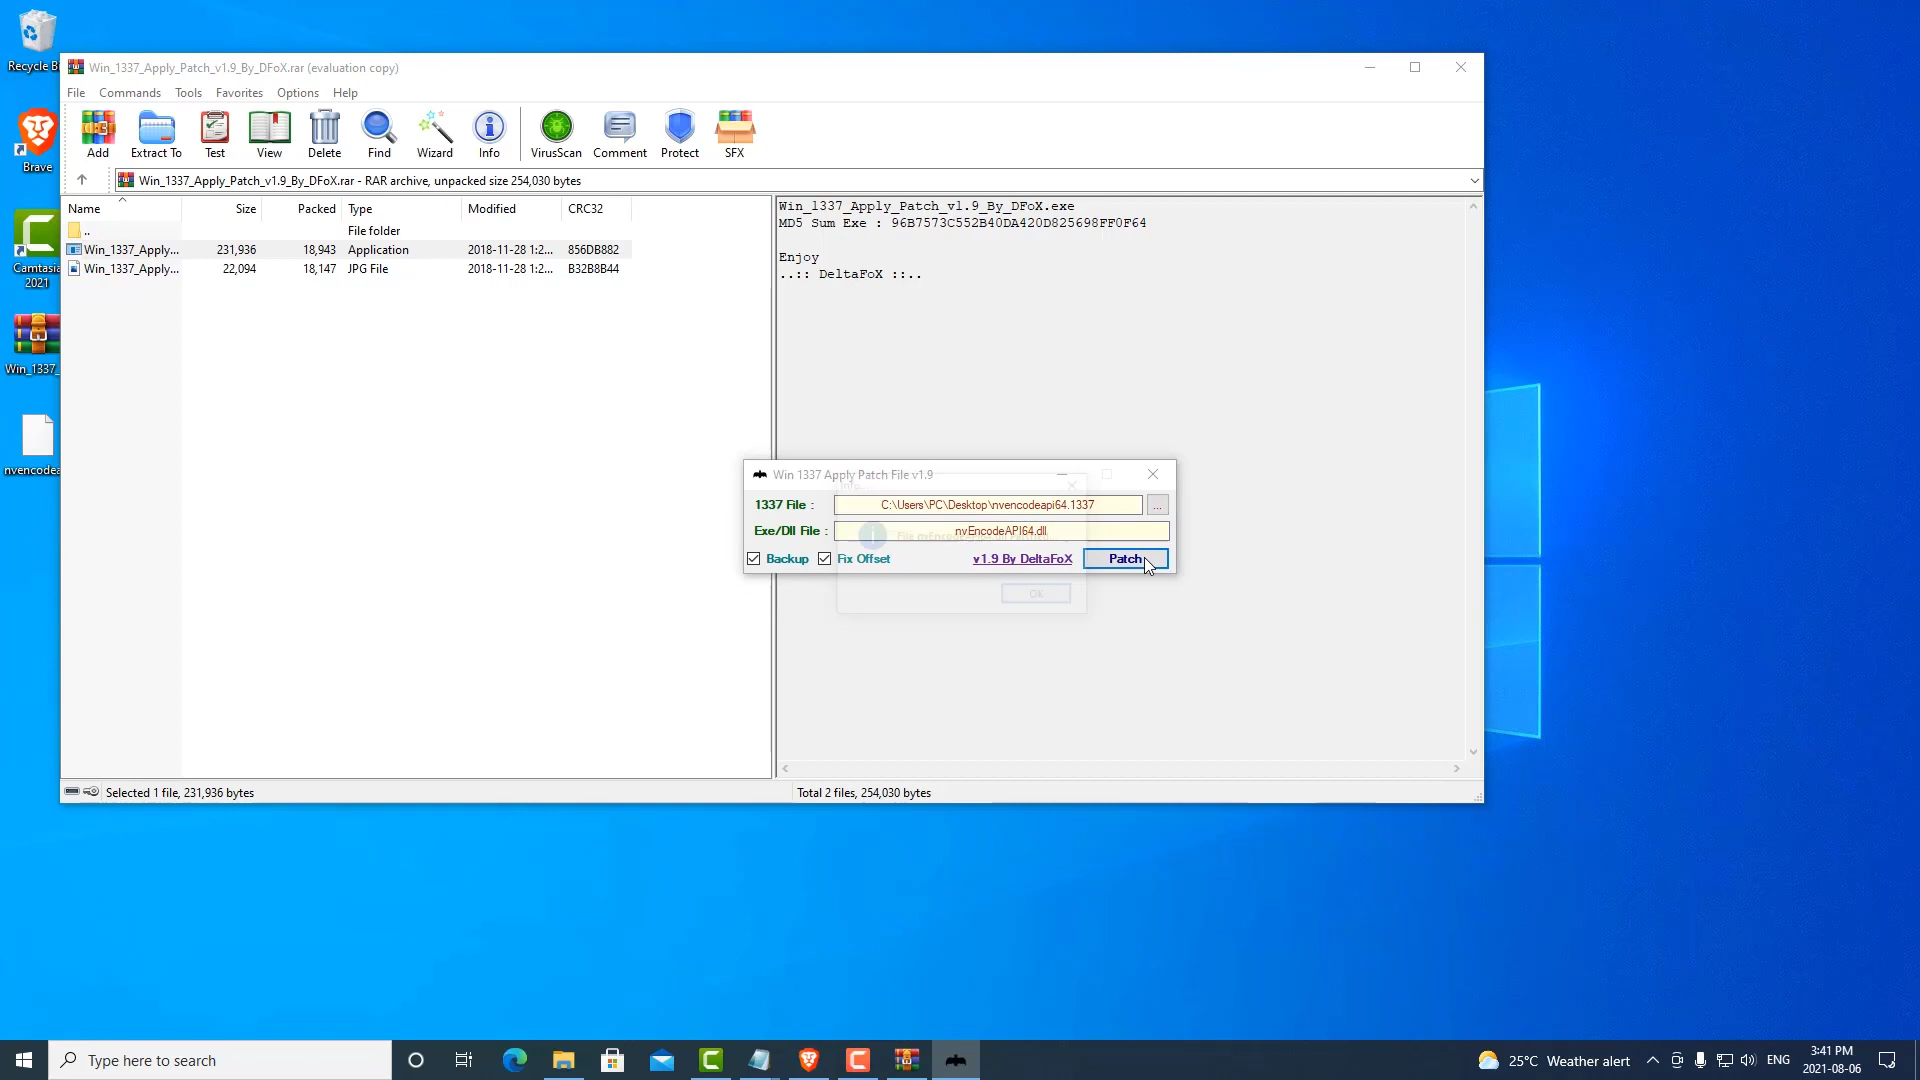 Recycle B
Brave
Camtasia
2021
Win_1337_
nvencodea
Win_1337_Apply_Patch_v1.9_By_DFoX.rar (evaluation copy)
File Commands Tools Favorites Options Help
Add Extract To Test View Delete Find Wizard Info VirusScan Comment Protect SFX
Win_1337_Apply_Patch_v1.9_By_DFoX.rar - RAR archive, unpacked size 254,030 bytes
Name Size Packed Type Modified CRC32
.. File folder
Win_1337_Apply... 231,936 18,943 Application 2018-11-28 1:2... 856DB882
Win_1337_Apply... 22,094 18,147 JPG File 2018-11-28 1:2... B32B8B44
Win_1337_Apply_Patch_v1.9_By_DFoX.exe
MD5 Sum Exe : 96B7573C552B40DA420D825698FF0F64
Enjoy
..:: DeltaFoX ::..
Win 1337 Apply Patch File v1.9
Info
1337 File : C:\Users\PC\Desktop\nvencodeapi64.1337 ...
Exe/Dll File : nvEncodeAPI64.dll
Backup Fix Offset v1.9 By DeltaFoX Patch
OK
Selected 1 file, 231,936 bytes
Total 2 files, 254,030 bytes
Type here to search
25°C Weather alert
ENG
3:41 PM
2021-08-06